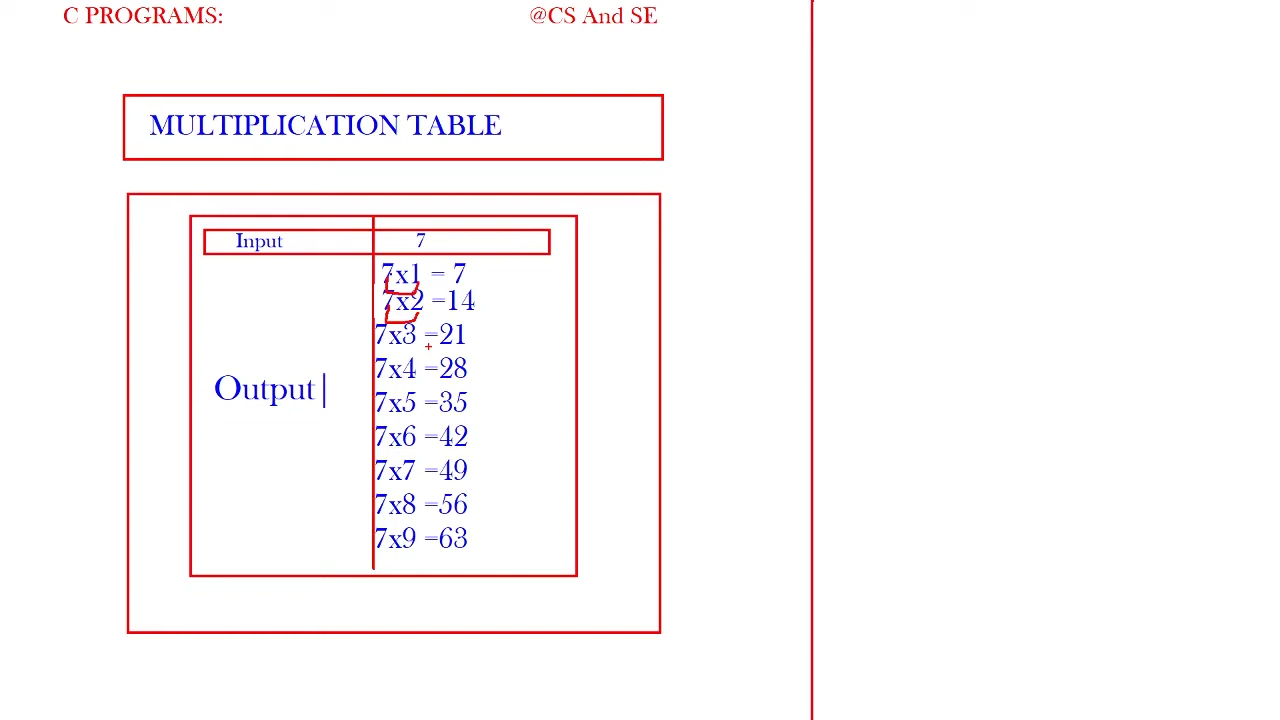 C PROGRAMS: @CS And SE
MULTIPLICATION TABLE
Input 7
7x1 = 7
7x2 =14
7x3 =21
7x4 =28
Output
7x5 =35
7x6 =42
7x7 =49
7x8 =56
7x9 =63